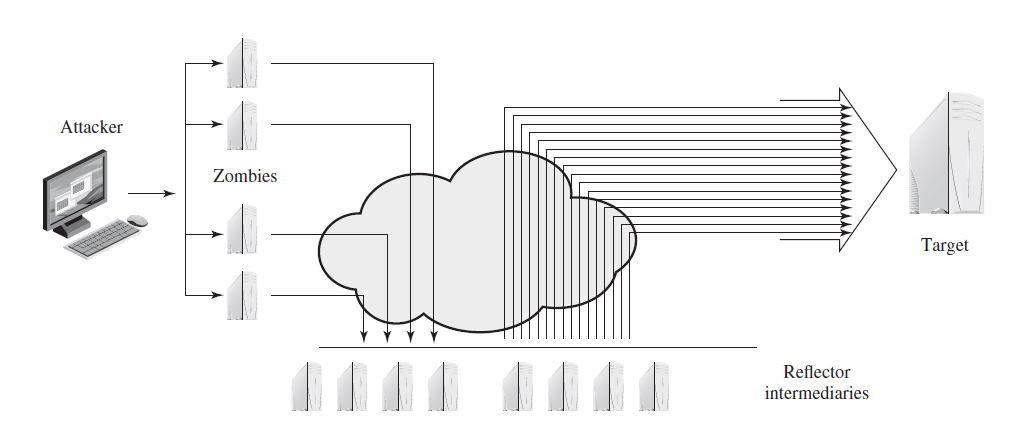 Attacker
Zombies
Target
Reflector
intermediaries